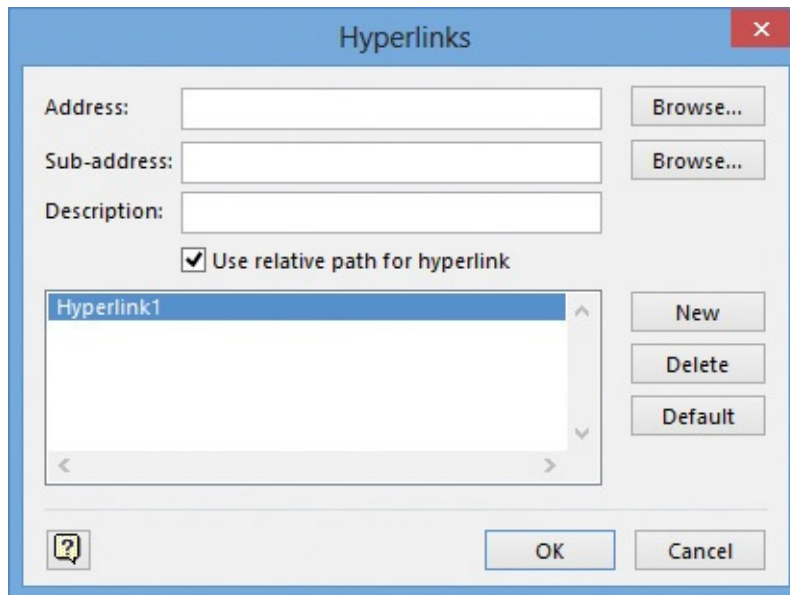 Hyperlinks
Address:
Browse...
Sub-address:
Browse...
Description:
Use relative path for hyperlink
Hyperlink1
New
Delete
Default
OK
Cancel